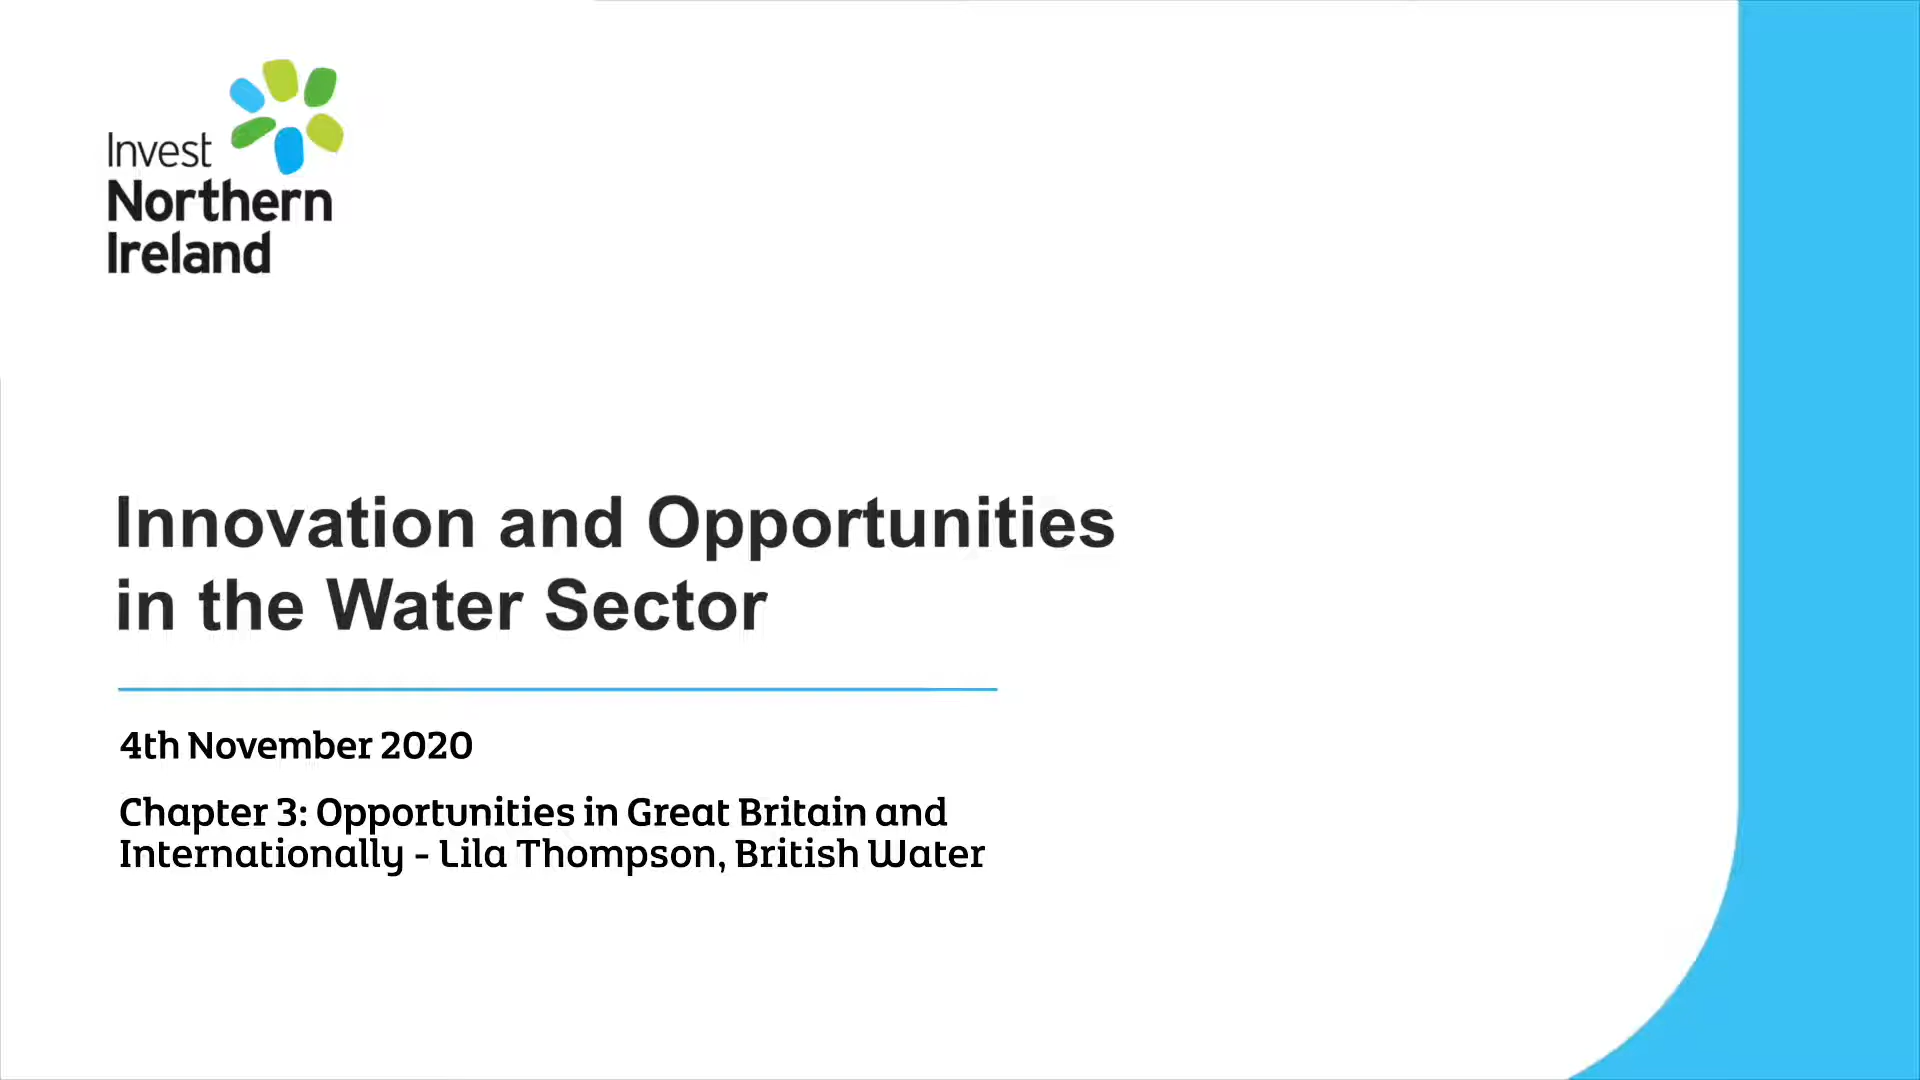 Invest
Northern
Ireland
Innovation and Opportunities
in the Water Sector
4th November 2020
Chapter 3: Opportunities in Great Britain and
Internationally - Lila Thompson, British Water